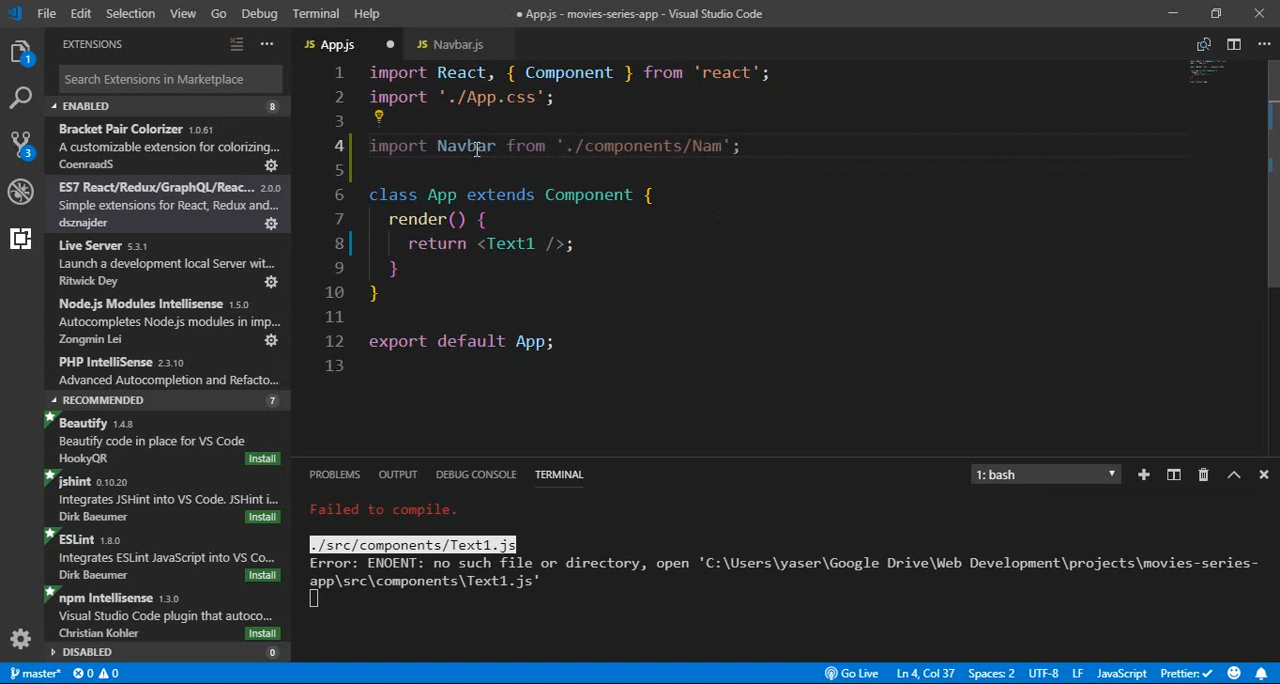 File Edit Selection View Go Debug Terminal Help
● App.js - movies-series-app - Visual Studio Code
EXTENSIONS
Search Extensions in Marketplace
ENABLED 8
Bracket Pair Colorizer 1.0.61
A customizable extension for colorizing...
CoenraadS
ES7 React/Redux/GraphQL/Reac... 2.0.0
Simple extensions for React, Redux and...
dsznajder
Live Server 5.3.1
Launch a development local Server wit...
Ritwick Dey
Node.js Modules Intellisense 1.5.0
Autocompletes Node.js modules in imp...
Zongmin Lei
PHP IntelliSense 2.3.10
Advanced Autocompletion and Refacto...
RECOMMENDED 7
Beautify 1.4.8
Beautify code in place for VS Code
HookyQR Install
jshint 0.10.20
Integrates JSHint into VS Code. JSHint i...
Dirk Baeumer Install
ESLint 1.8.0
Integrates ESLint JavaScript into VS Co...
Dirk Baeumer Install
npm Intellisense 1.3.0
Visual Studio Code plugin that autoco...
Christian Kohler Install
DISABLED 0
1
3
JS App.js ● JS Navbar.js
1 import React, { Component } from 'react';
2 import './App.css';
3
4 import Navbar from './components/Nam';
5
6 class App extends Component {
7 render() {
8 return <Text1 />;
9 }
10 }
11
12 export default App;
13
PROBLEMS OUTPUT DEBUG CONSOLE TERMINAL 1: bash
Failed to compile.
./src/components/Text1.js
Error: ENOENT: no such file or directory, open 'C:\Users\yaser\Google Drive\Web Development\projects\movies-series-
app\src\components\Text1.js'
master* 0 0 Go Live Ln 4, Col 37 Spaces: 2 UTF-8 LF JavaScript Prettier: ✓